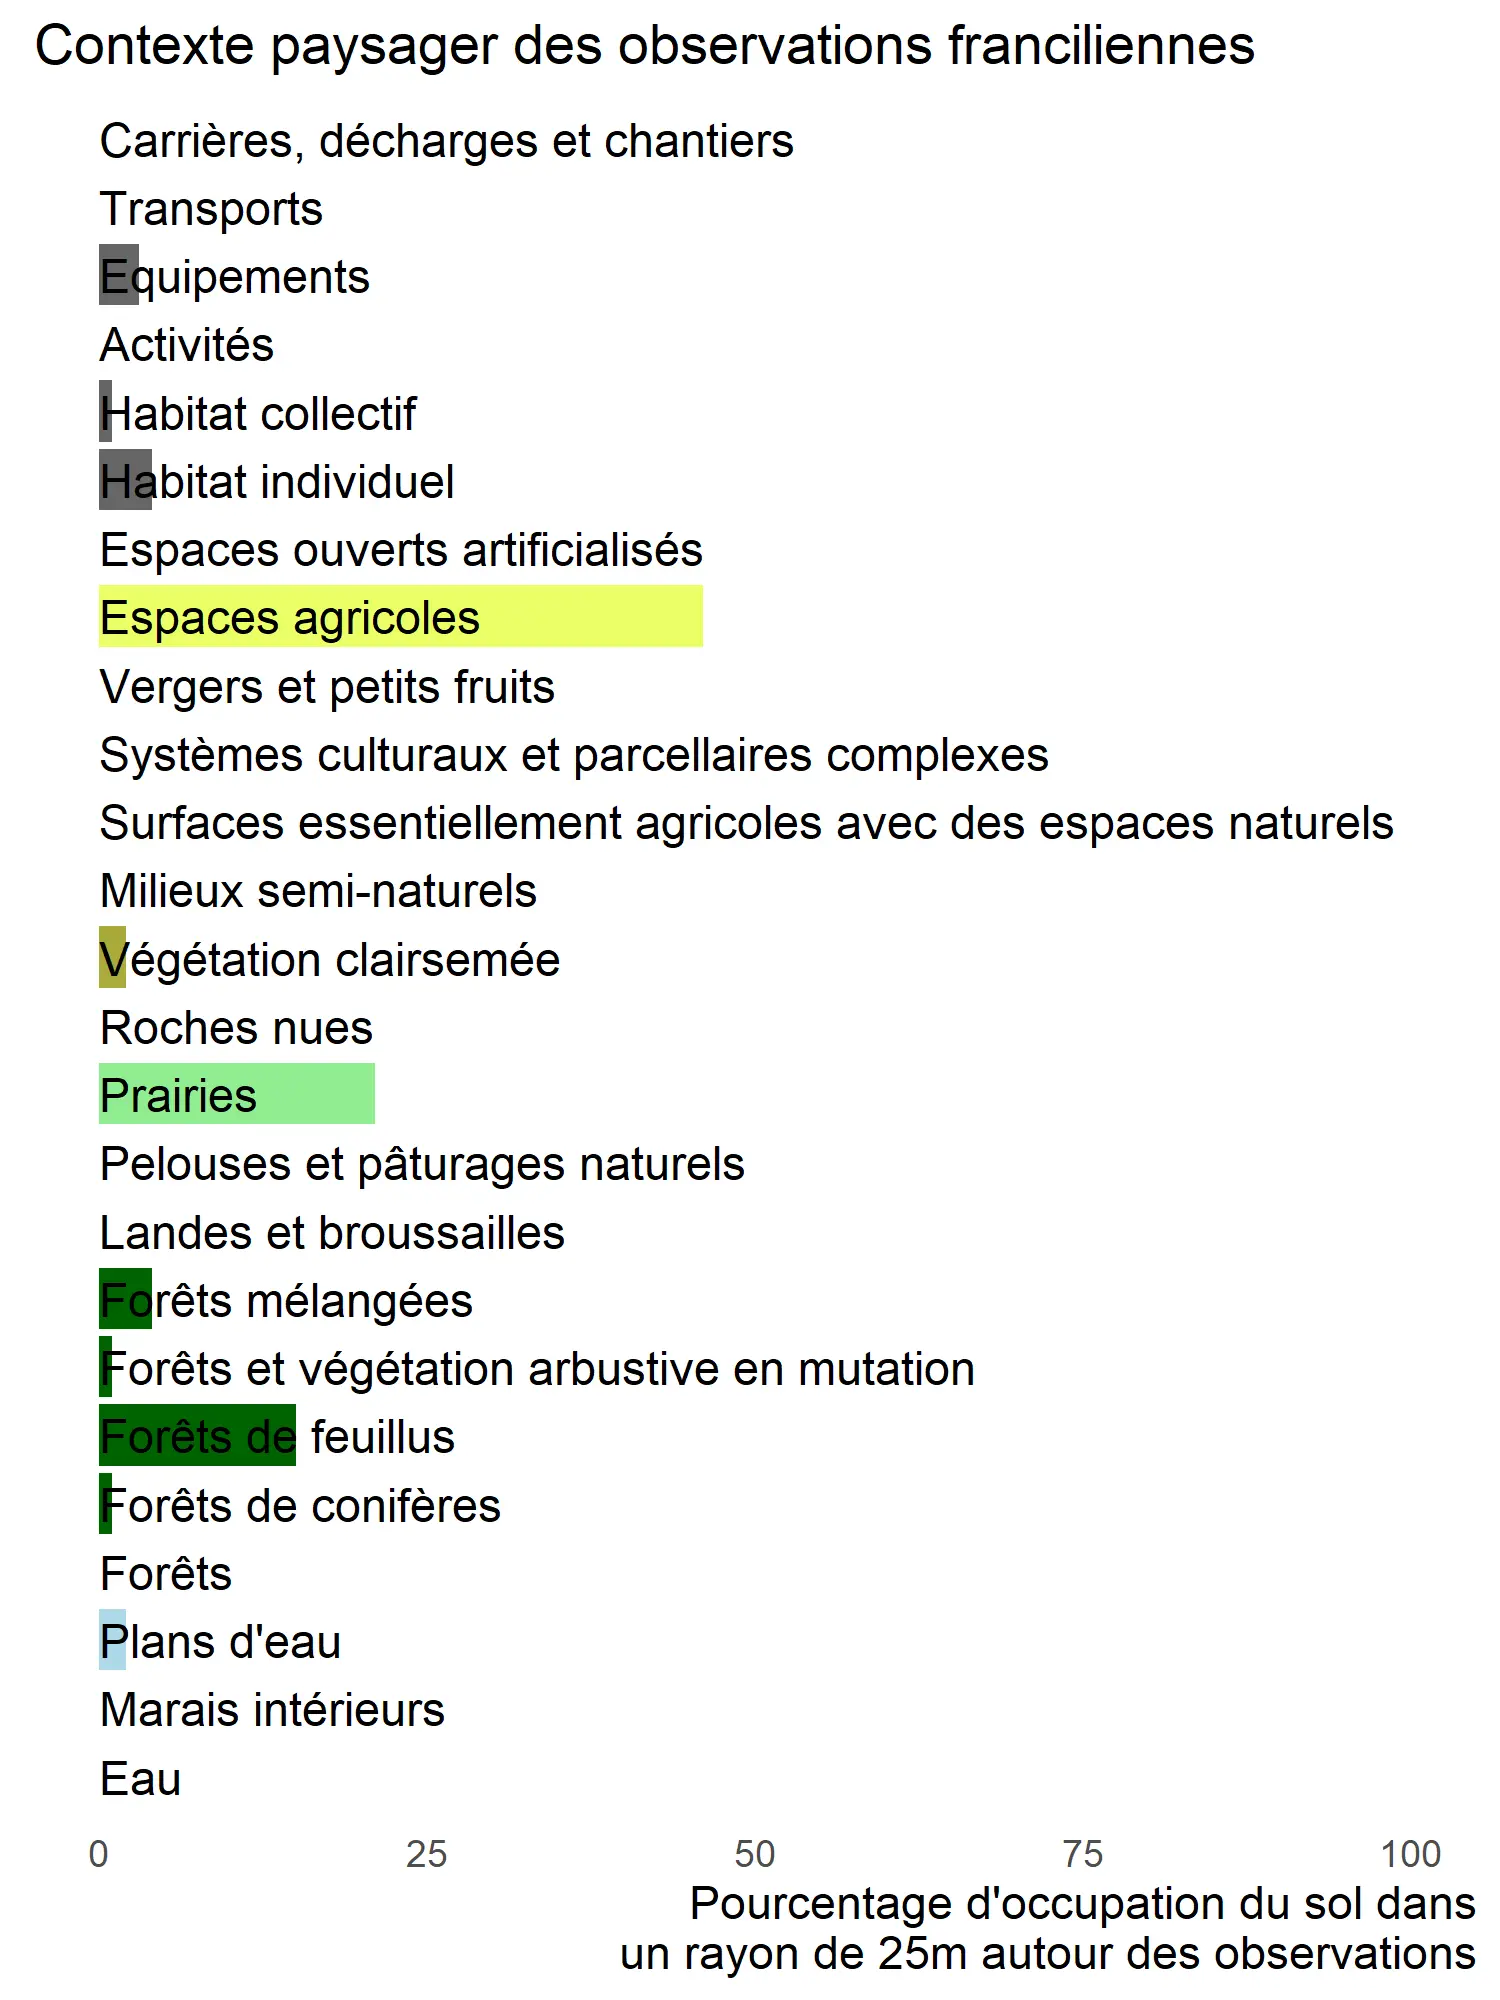 Contexte paysager des observations franciliennes
Carrières, décharges et chantiers
Transports
Equipements
Activités
Habitat collectif
Habitat individuel
Espaces ouverts artificialisés
Espaces agricoles
Vergers et petits fruits
Systèmes culturaux et parcellaires complexes
Surfaces essentiellement agricoles avec des espaces naturels
Milieux semi-naturels
Végétation clairsemée
Roches nues
Prairies
Pelouses et pâturages naturels
Landes et broussailles
Forêts mélangées
Forêts et végétation arbustive en mutation
Forêts de feuillus
Forêts de conifères
Forêts
Plans d'eau
Marais intérieurs
Eau
0 25 50 75 100
Pourcentage d'occupation du sol dans
un rayon de 25m autour des observations